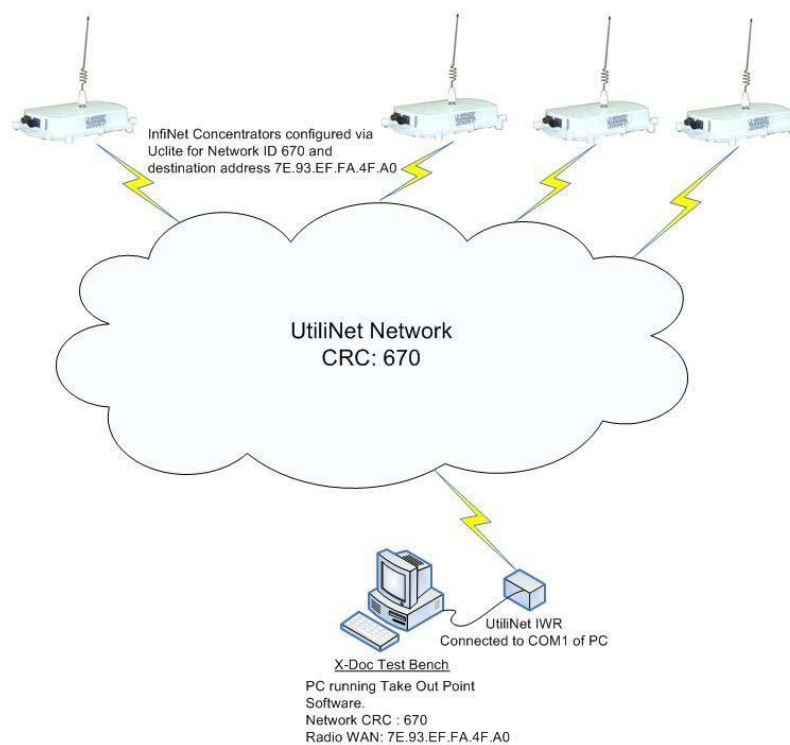 InfiNet Concentrators configured via
Uclite for Network ID 670 and
destination address 7E.93.EF.FA.4F.A0
UtiliNet Network
CRC: 670
UtiliNet IWR
Connected to COM1 of PC
X-Doc Test Bench
PC running Take Out Point
Software.
Network CRC : 670
Radio WAN: 7E.93.EF.FA.4F.A0